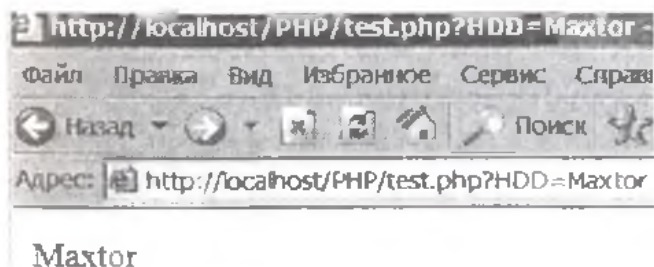 http://localhost/PHP/test.php?HDD=Maxtor -
Файл Правка Вид Избранное Сервис Справ
Назад Поиск
Адрес: http://localhost/PHP/test.php?HDD=Maxtor
Maxtor